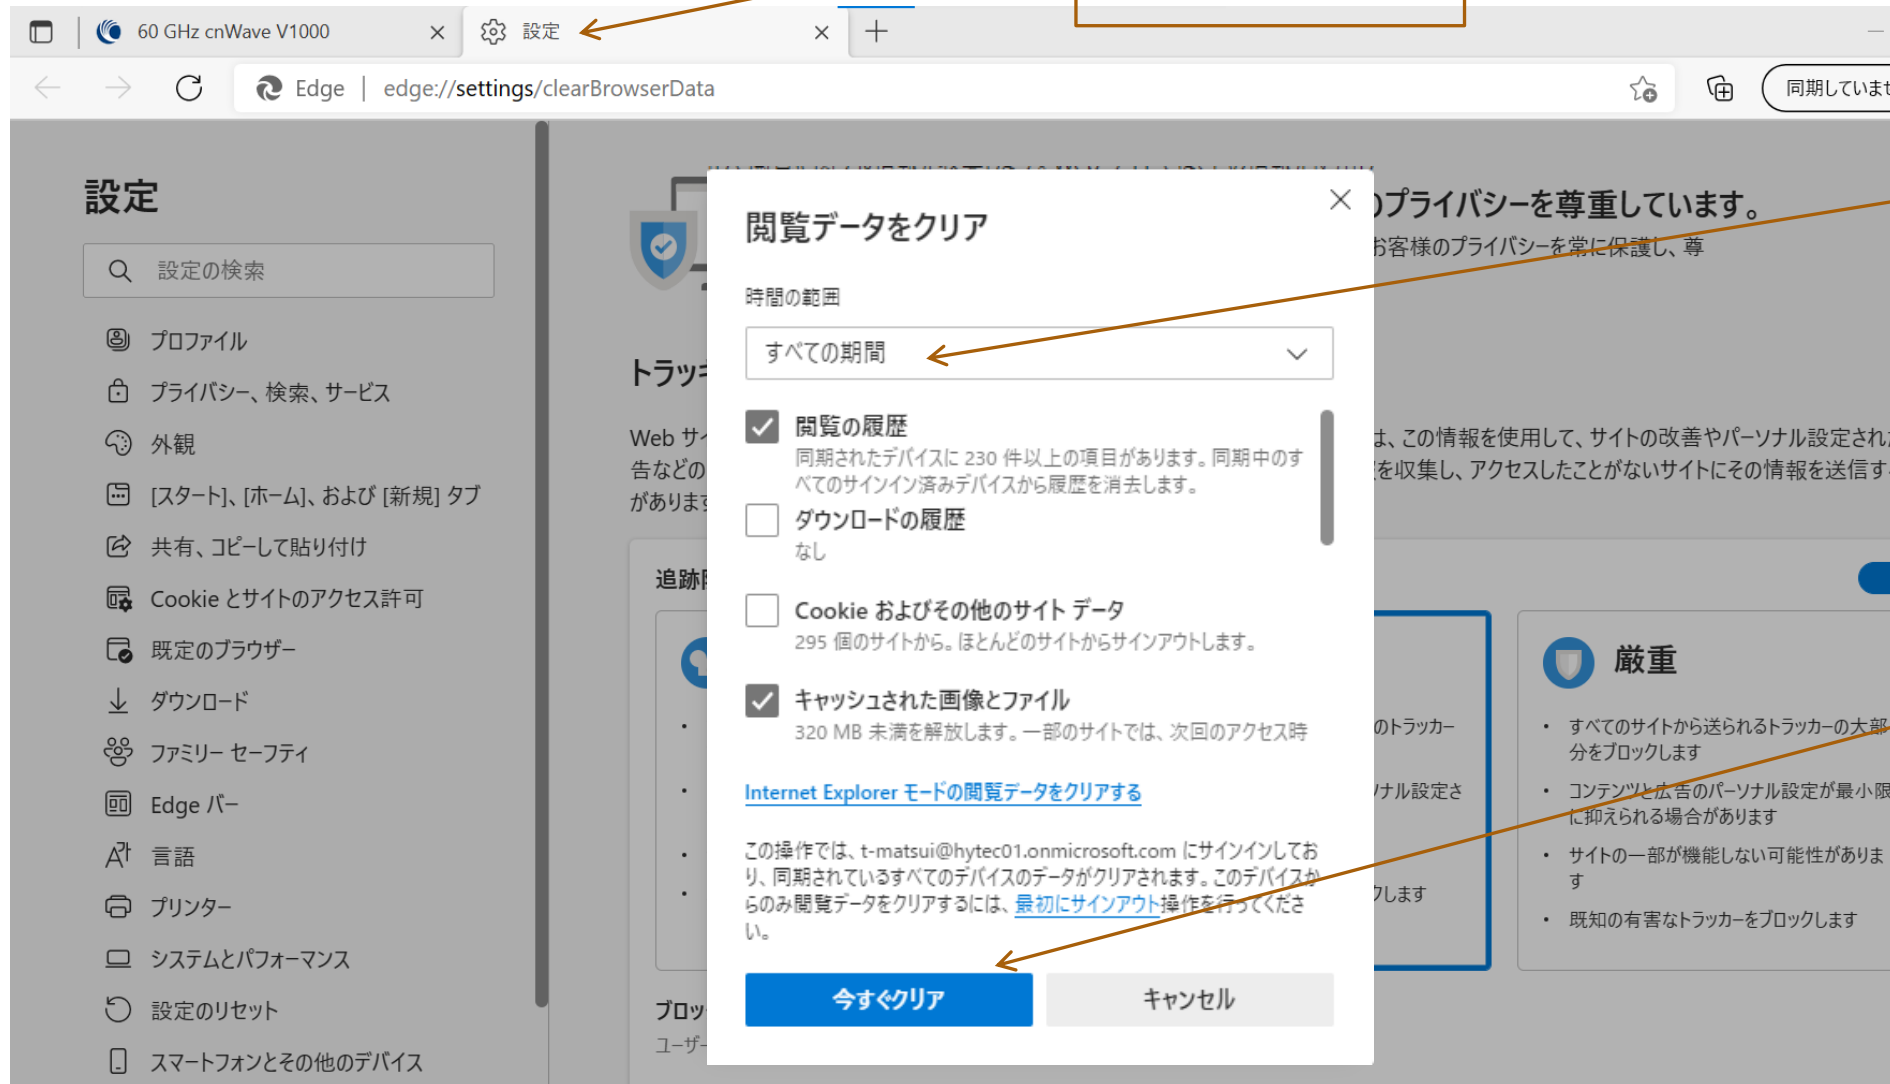 60 GHz cnWave V1000
設定
Edge
edge://settings/clearBrowserData
同期していませ
設定
設定の検索
プロファイル
プライバシー、検索、サービス
外観
[スタート]、[ホーム]、および [新規] タブ
共有、コピーして貼り付け
Cookie とサイトのアクセス許可
既定のブラウザー
ダウンロード
ファミリー セーフティ
Edge バー
言語
プリンター
システムとパフォーマンス
設定のリセット
スマートフォンとその他のデバイス
のプライバシーを尊重しています。
お客様のプライバシーを常に保護し、尊
トラッキ
Web サイ
は、この情報を使用して、サイトの改善やパーソナル設定された
告などの
を収集し、アクセスしたことがないサイトにその情報を送信す
があります
追跡防
のトラッカー
ソナル設定さ
クします
厳重
• すべてのサイトから送られるトラッカーの大部
分をブロックします
• コンテンツと広告のパーソナル設定が最小限
に抑えられる場合があります
• サイトの一部が機能しない可能性がありま
す
• 既知の有害なトラッカーをブロックします
ブロッ
ユーザー
閲覧データをクリア
時間の範囲
すべての期間
閲覧の履歴
同期されたデバイスに 230 件以上の項目があります。同期中のす
べてのサインイン済みデバイスから履歴を消去します。
ダウンロードの履歴
なし
Cookie およびその他のサイト データ
295 個のサイトから。ほとんどのサイトからサインアウトします。
キャッシュされた画像とファイル
320 MB 未満を解放します。一部のサイトでは、次回のアクセス時
Internet Explorer モードの閲覧データをクリアする
この操作では、t-matsui@hytec01.onmicrosoft.com にサインインしてお
り、同期されているすべてのデバイスのデータがクリアされます。このデバイスか
らのみ閲覧データをクリアするには、最初にサインアウト操作を行ってくださ
い。
今すぐクリア
キャンセル